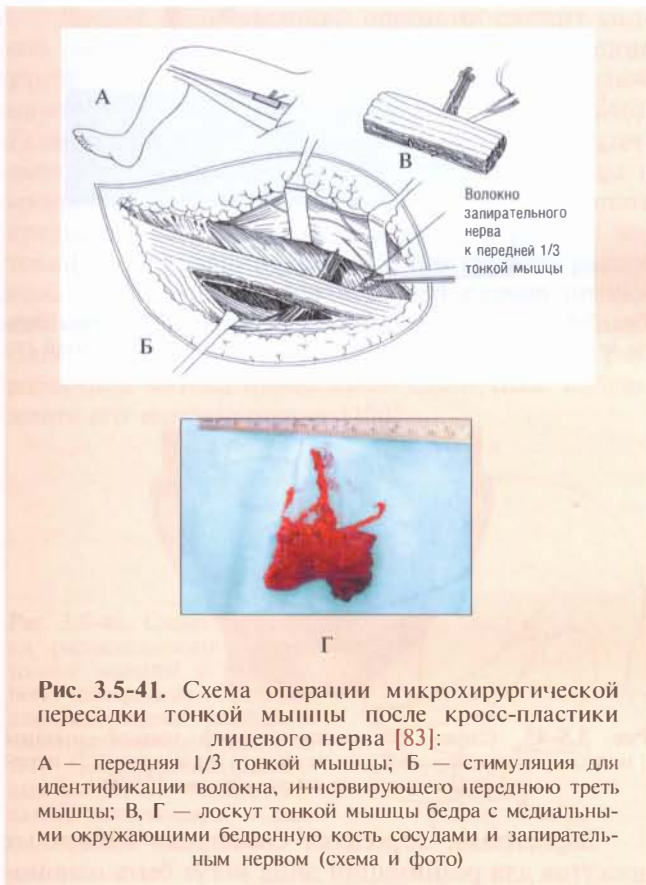 А
В
Волокно
запирательного
нерва
к передней 1/3
тонкой мышцы
Б
Г
Рис. 3.5-41. Схема операции микрохирургической
пересадки тонкой мышцы после кросс-пластики
лицевого нерва [83]:
А — передняя 1/3 тонкой мышцы; Б — стимуляция для
идентификации волокна, иннервирующего переднюю треть
мышцы; В, Г — лоскут тонкой мышцы бедра с медиальны-
ми окружающими бедренную кость сосудами и запиратель-
ным нервом (схема и фото)